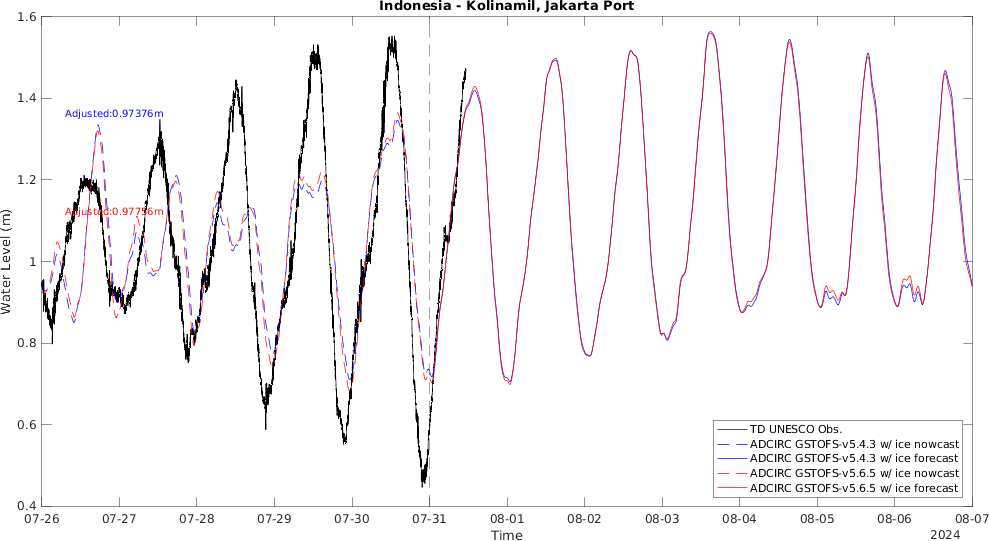 Indonesia - Kolinamil, Jakarta Port
Water Level (m)
1.6
1.4
1.2
1
0.8
0.6
0.4
Adjusted:0.97376m
Adjusted:0.97756m
TD UNESCO Obs.
ADCIRC GSTOFS-v5.4.3 w/ ice nowcast
ADCIRC GSTOFS-v5.4.3 w/ ice forecast
ADCIRC GSTOFS-v5.6.5 w/ ice nowcast
ADCIRC GSTOFS-v5.6.5 w/ ice forecast
07-26 07-27 07-28 07-29 07-30 07-31 08-01 08-02 08-03 08-04 08-05 08-06 08-07
Time
2024